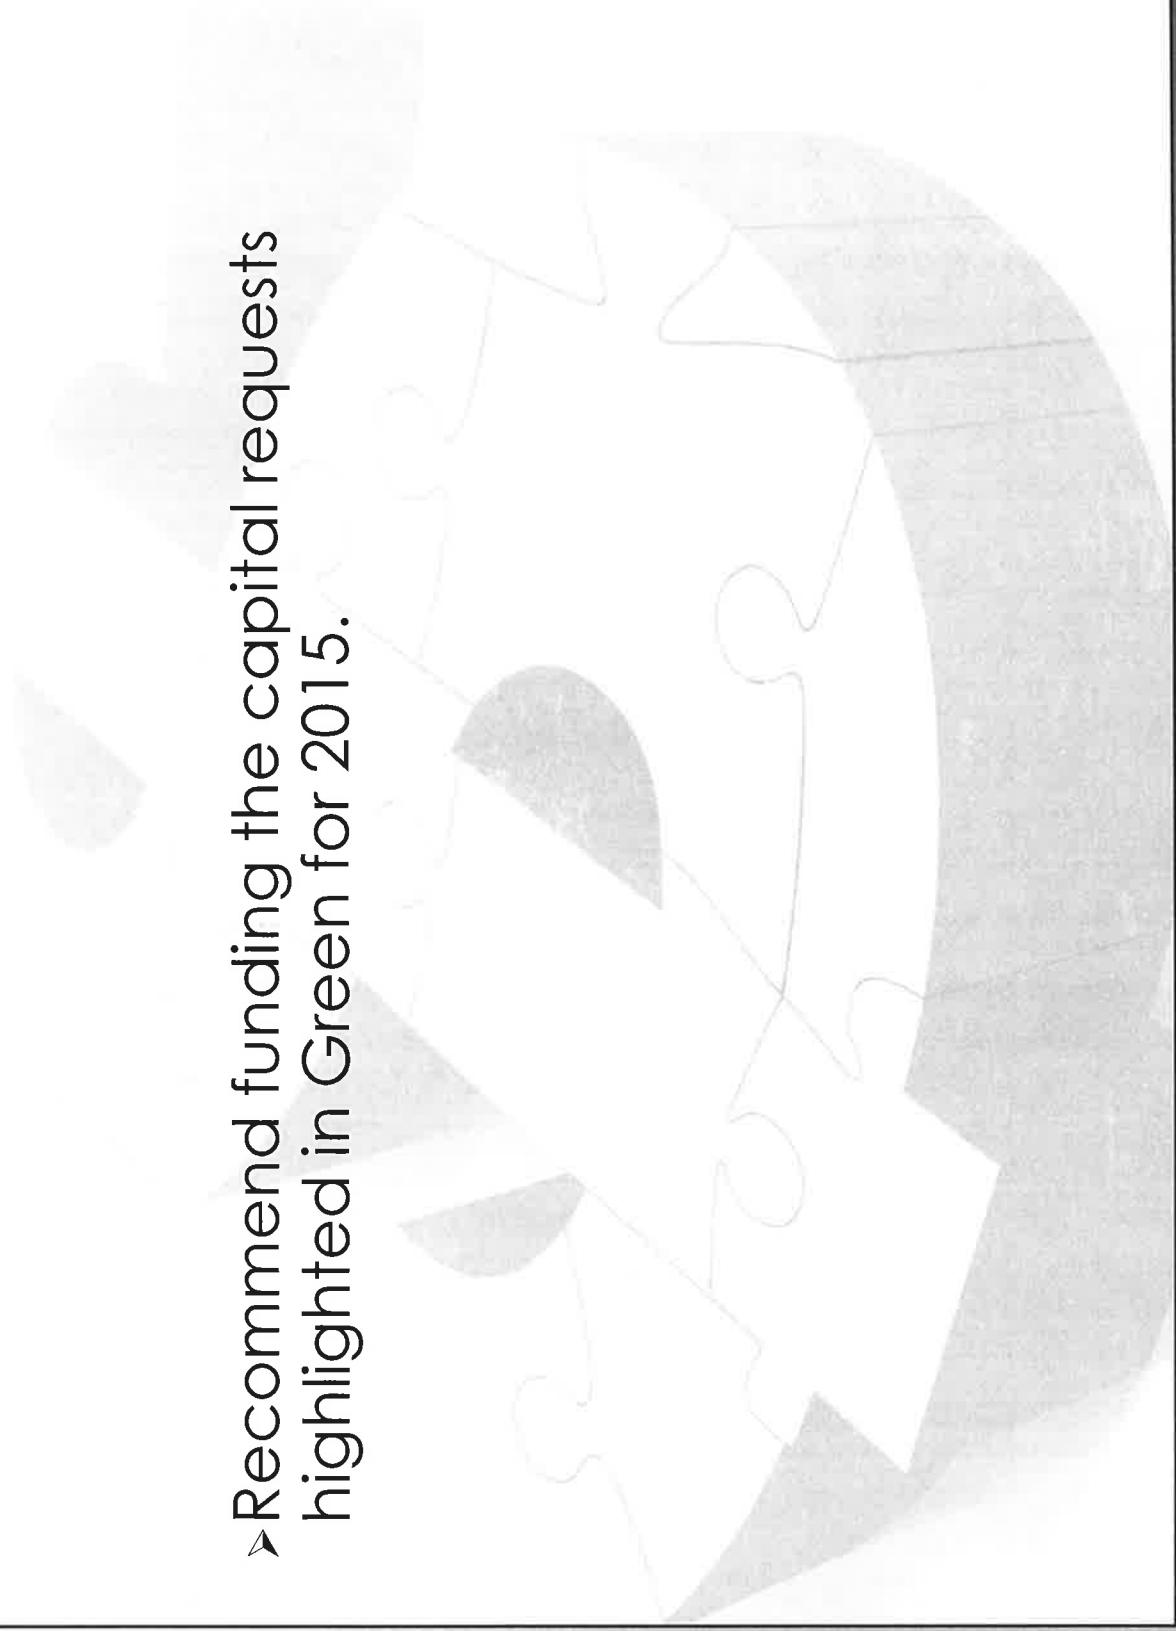 ➢Recommend funding the capital requests
highlighted in Green for 2015.